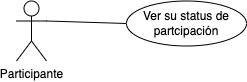 Ver su status de
partcipación
Participante